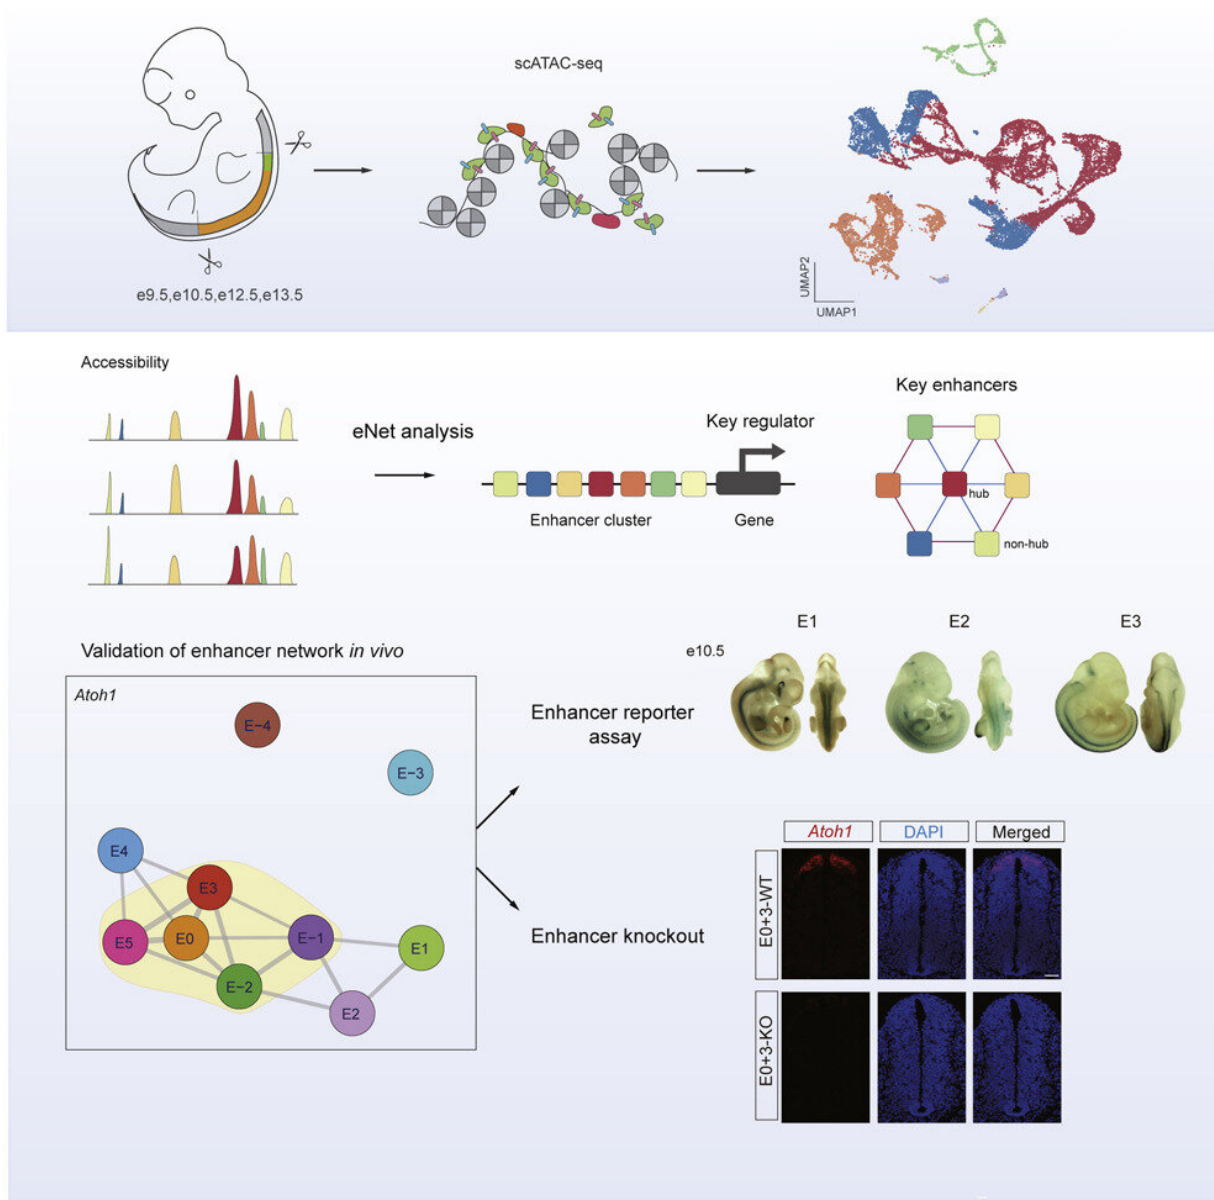 scATAC-seq
e9.5,e10.5,e12.5,e13.5
UMAP2
UMAP1
Accessibility
eNet analysis
Key regulator
Enhancer cluster
Gene
Key enhancers
hub
non-hub
Validation of enhancer network in vivo
Atoh1
E−4
E−3
E4
E3
E5
E0
E−1
E1
E−2
E2
Enhancer reporter
assay
Enhancer knockout
e10.5
E1
E2
E3
Atoh1
DAPI
Merged
E0+3-WT
E0+3-KO